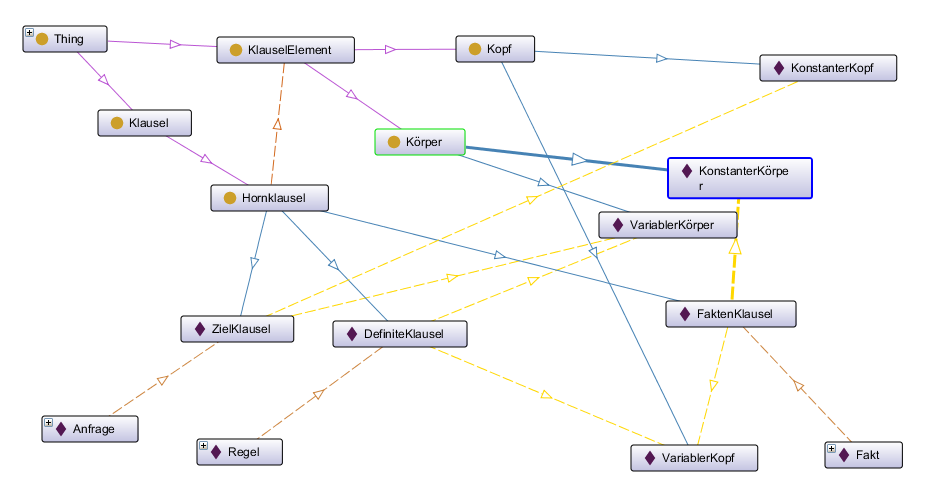 Thing
KlauselElement
Kopf
KonstanterKopf
Klausel
Körper
KonstanterKörpe
r
Hornklausel
VariablerKörper
ZielKlausel
DefiniteKlausel
FaktenKlausel
Anfrage
Regel
VariablerKopf
Fakt